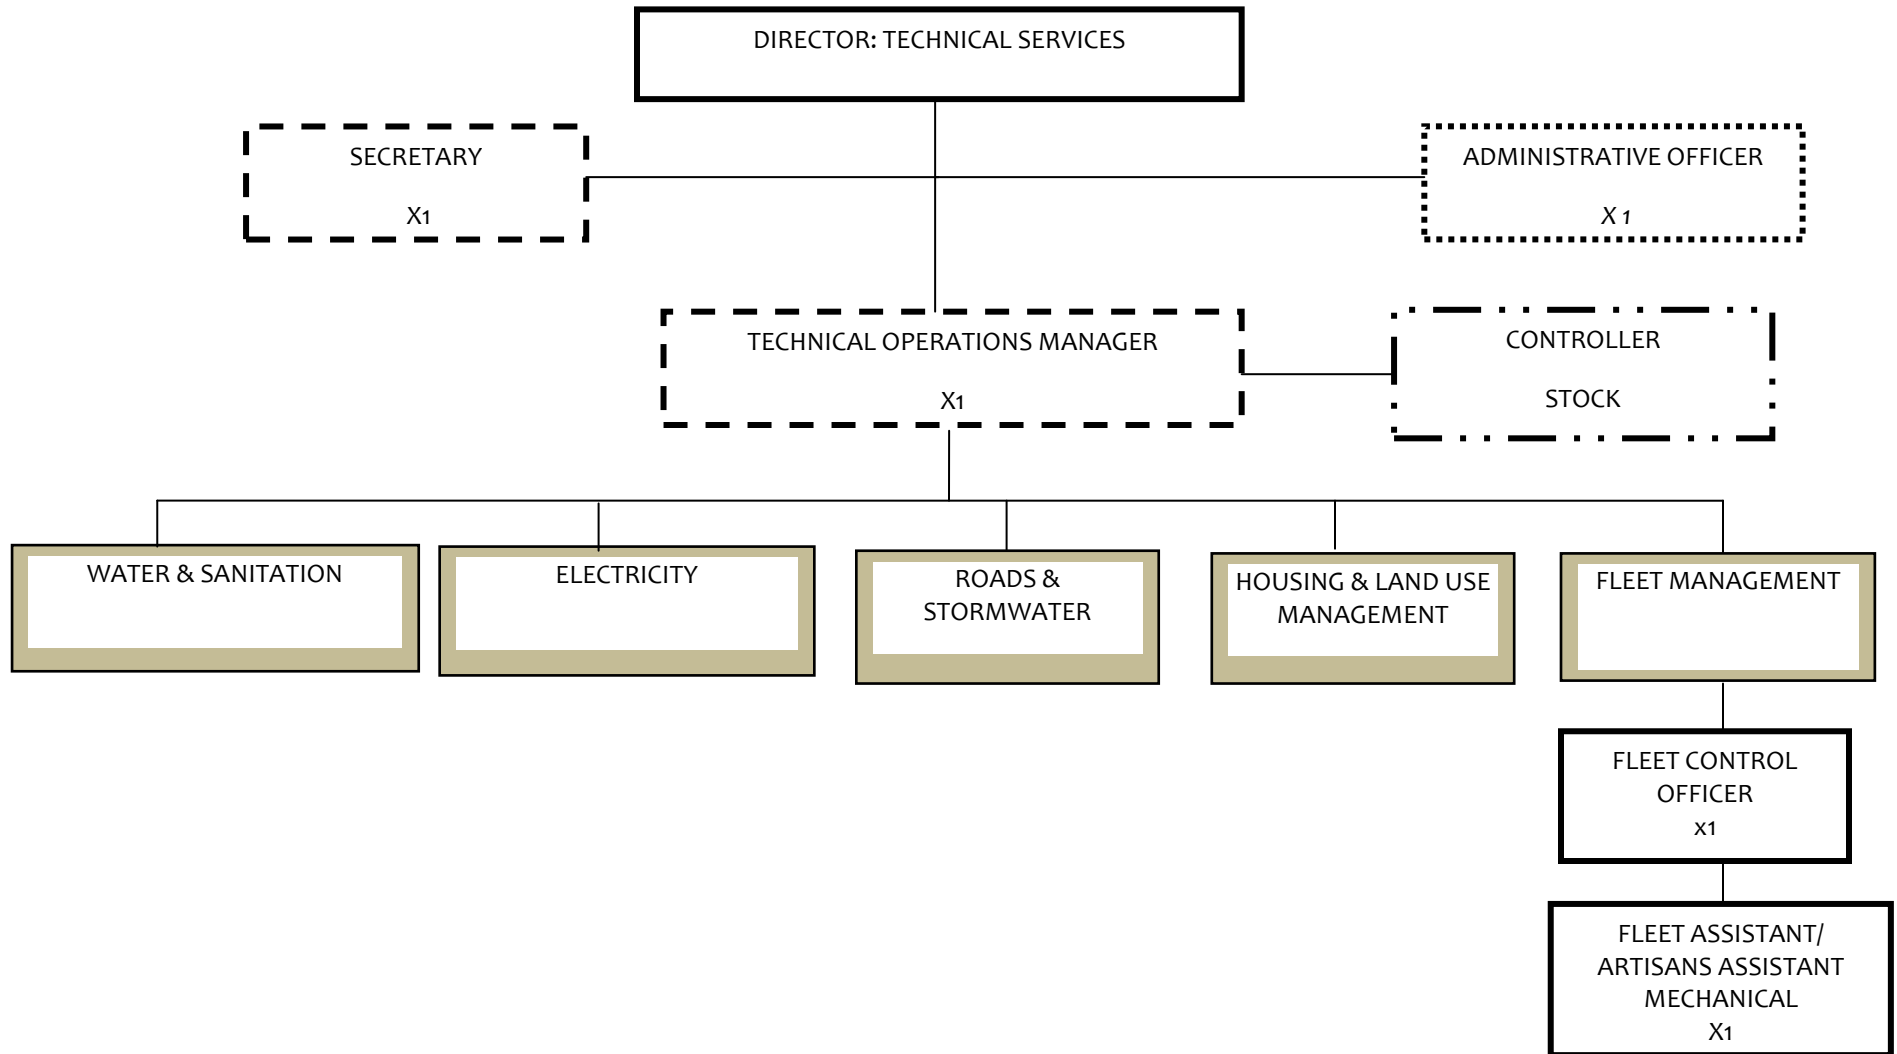 DIRECTOR: TECHNICAL SERVICES
SECRETARY
X1
ADMINISTRATIVE OFFICER
X 1
TECHNICAL OPERATIONS MANAGER
X1
CONTROLLER
STOCK
WATER & SANITATION
ELECTRICITY
ROADS &
STORMWATER
HOUSING & LAND USE
MANAGEMENT
FLEET MANAGEMENT
FLEET CONTROL
OFFICER
x1
FLEET ASSISTANT/
ARTISANS ASSISTANT
MECHANICAL
X1